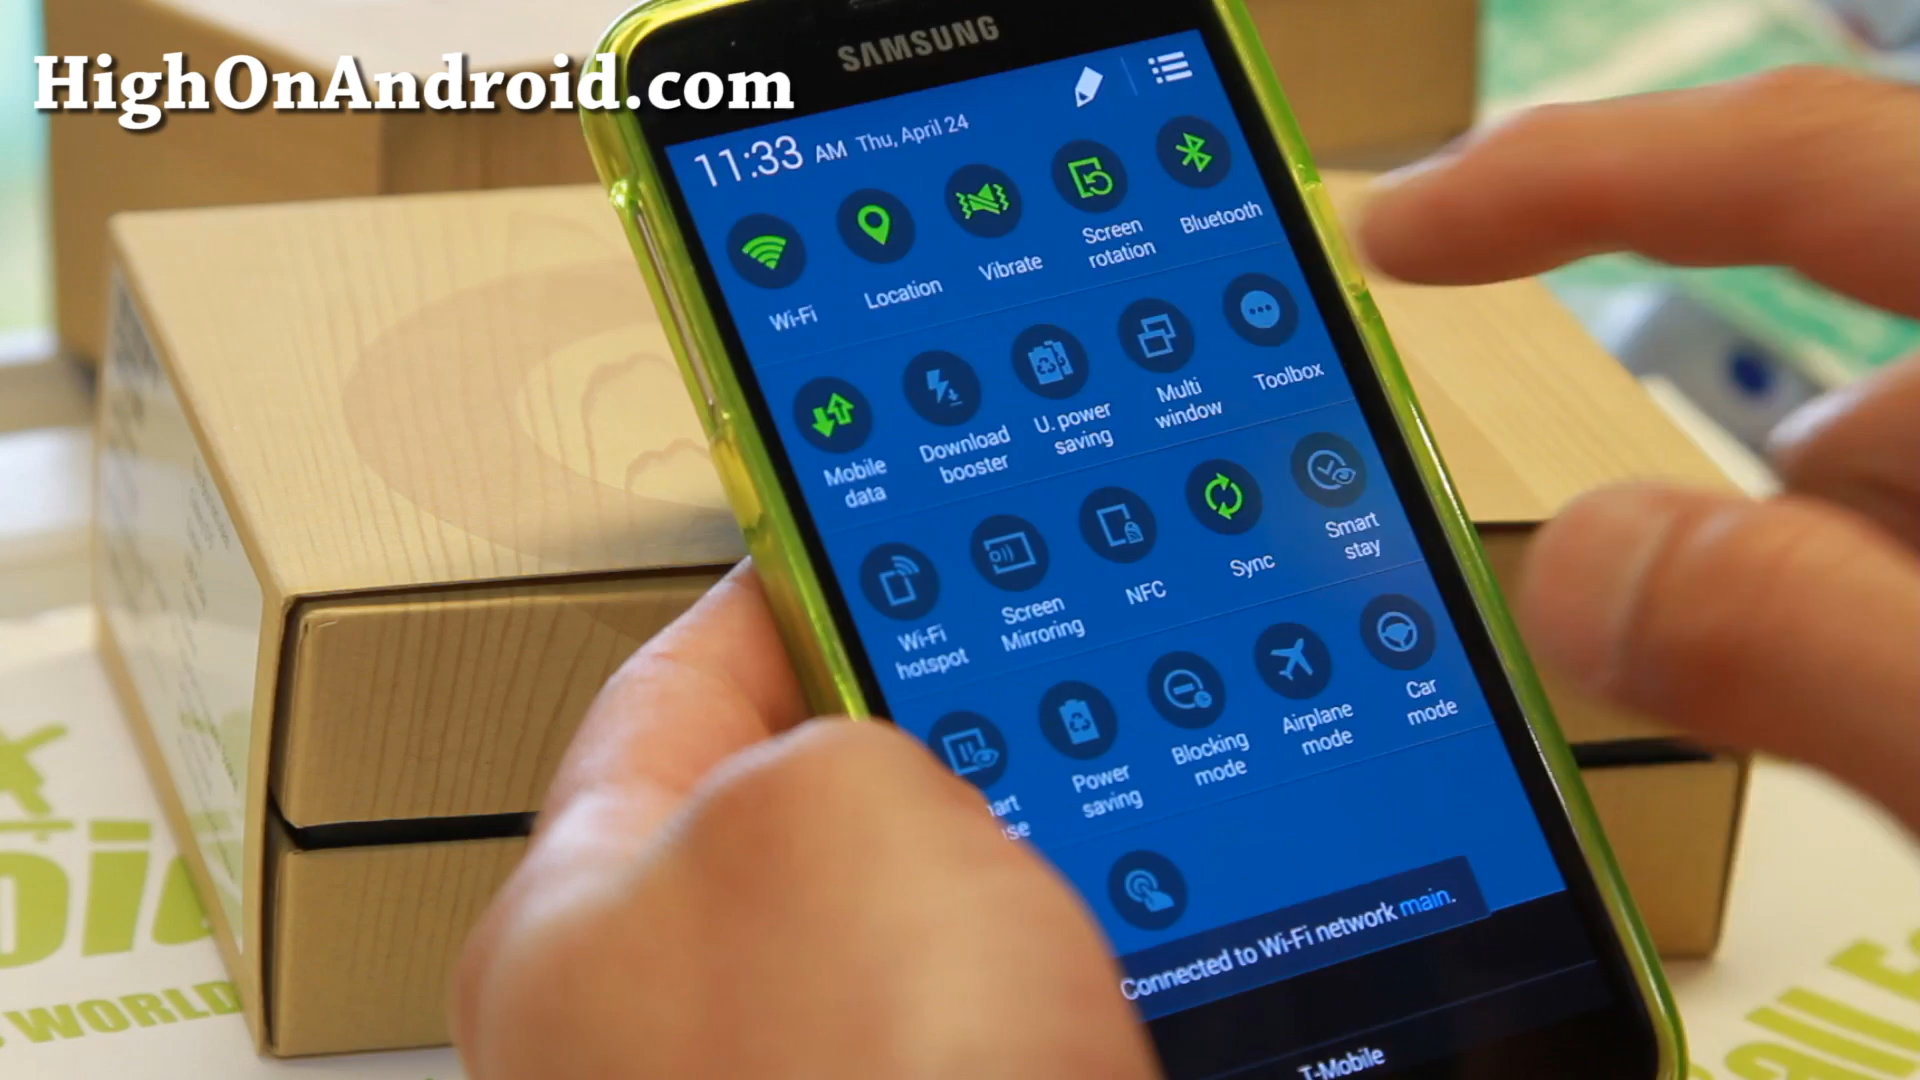 HighOnAndroid.com
SAMSUNG
11:33 AM Thu, April 24
Wi-Fi
Location
Vibrate
Screen
rotation
Bluetooth
Mobile
data
Download
booster
U. power
saving
Multi
window
Toolbox
Wi-Fi
hotspot
Screen
Mirroring
NFC
Sync
Smart
stay
Power
saving
Blocking
mode
Airplane
mode
Car
mode
Connected to Wi-Fi network main.
T-Mobile
WORLD